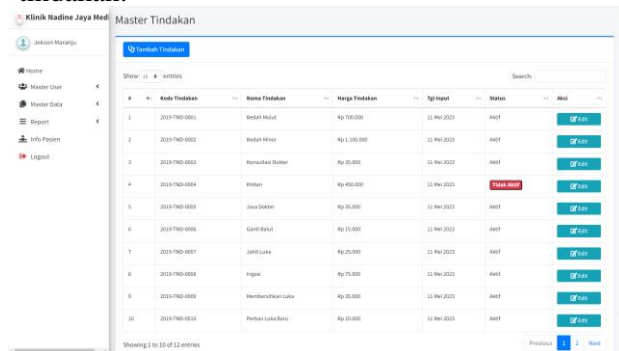 tindakan.
Klinik Nadine Jaya Medi
Master Tindakan
Jekson Maranju
Tambah Tindakan
Home
Master User
Master Data
Report
Info Pasien
Logout
Show 10 entries
Search:
# Kode Tindakan Nama Tindakan Harga Tindakan Tgl Input Status Aksi
1 2019-TND-0001 Bedah Mulut Rp 700.000 11 Mei 2023 Aktif Edit
2 2019-TND-0002 Bedah Minor Rp 1.100.000 11 Mei 2023 Aktif Edit
3 2019-TND-0003 Konsultasi Dokter Rp 35.000 11 Mei 2023 Aktif Edit
4 2019-TND-0004 Khitan Rp 450.000 11 Mei 2023 Tidak Aktif Edit
5 2019-TND-0005 Jasa Dokter Rp 35.000 11 Mei 2023 Aktif Edit
6 2019-TND-0006 Ganti Balut Rp 15.000 11 Mei 2023 Aktif Edit
7 2019-TND-0007 Jahit Luka Rp 25.000 11 Mei 2023 Aktif Edit
8 2019-TND-0008 Irigasi Rp 75.000 11 Mei 2023 Aktif Edit
9 2019-TND-0009 Membersihkan Luka Rp 35.000 11 Mei 2023 Aktif Edit
10 2019-TND-0010 Perban Luka Baru Rp 10.000 11 Mei 2023 Aktif Edit
Showing 1 to 10 of 12 entries
Previous 1 2 Next